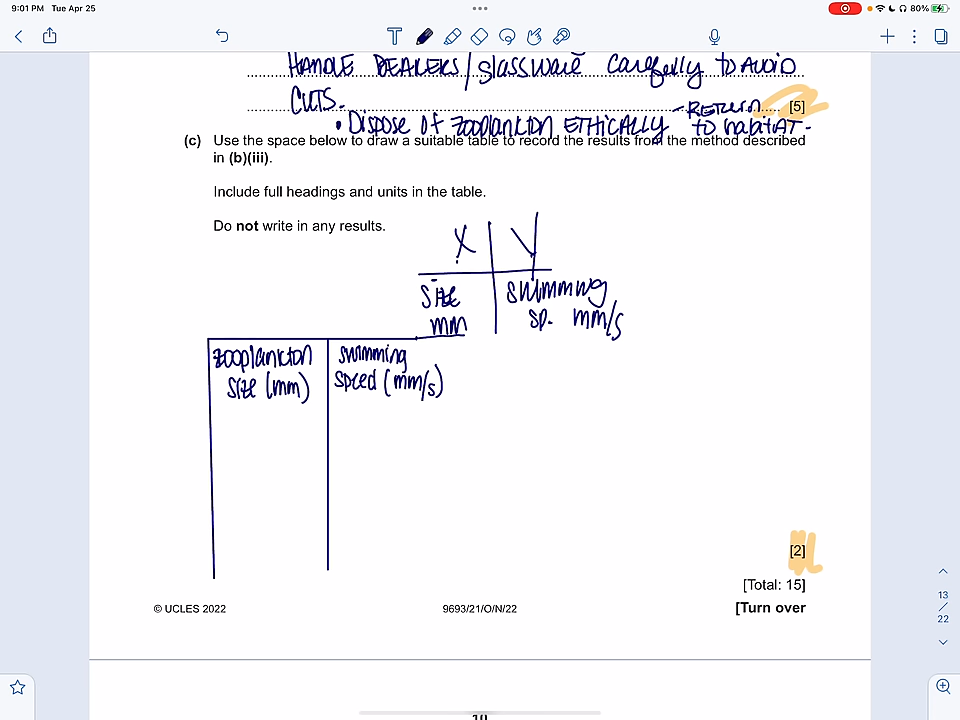 9:01 PM Tue Apr 25
80%
HANDLE BEAKERS/glassware carefully to AVOID
CUTS. [5]
• Dispose of zooplankton ETHICALLY - RETURN to habitAT -
(c) Use the space below to draw a suitable table to record the results from the method described
in (b)(iii).
Include full headings and units in the table.
Do not write in any results.
X
size swimming
mm sp. mm/s
zooplankton swimming
size (mm) speed (mm/s)
[2]
[Total: 15]
© UCLES 2022 9693/21/O/N/22 [Turn over
13
/
22